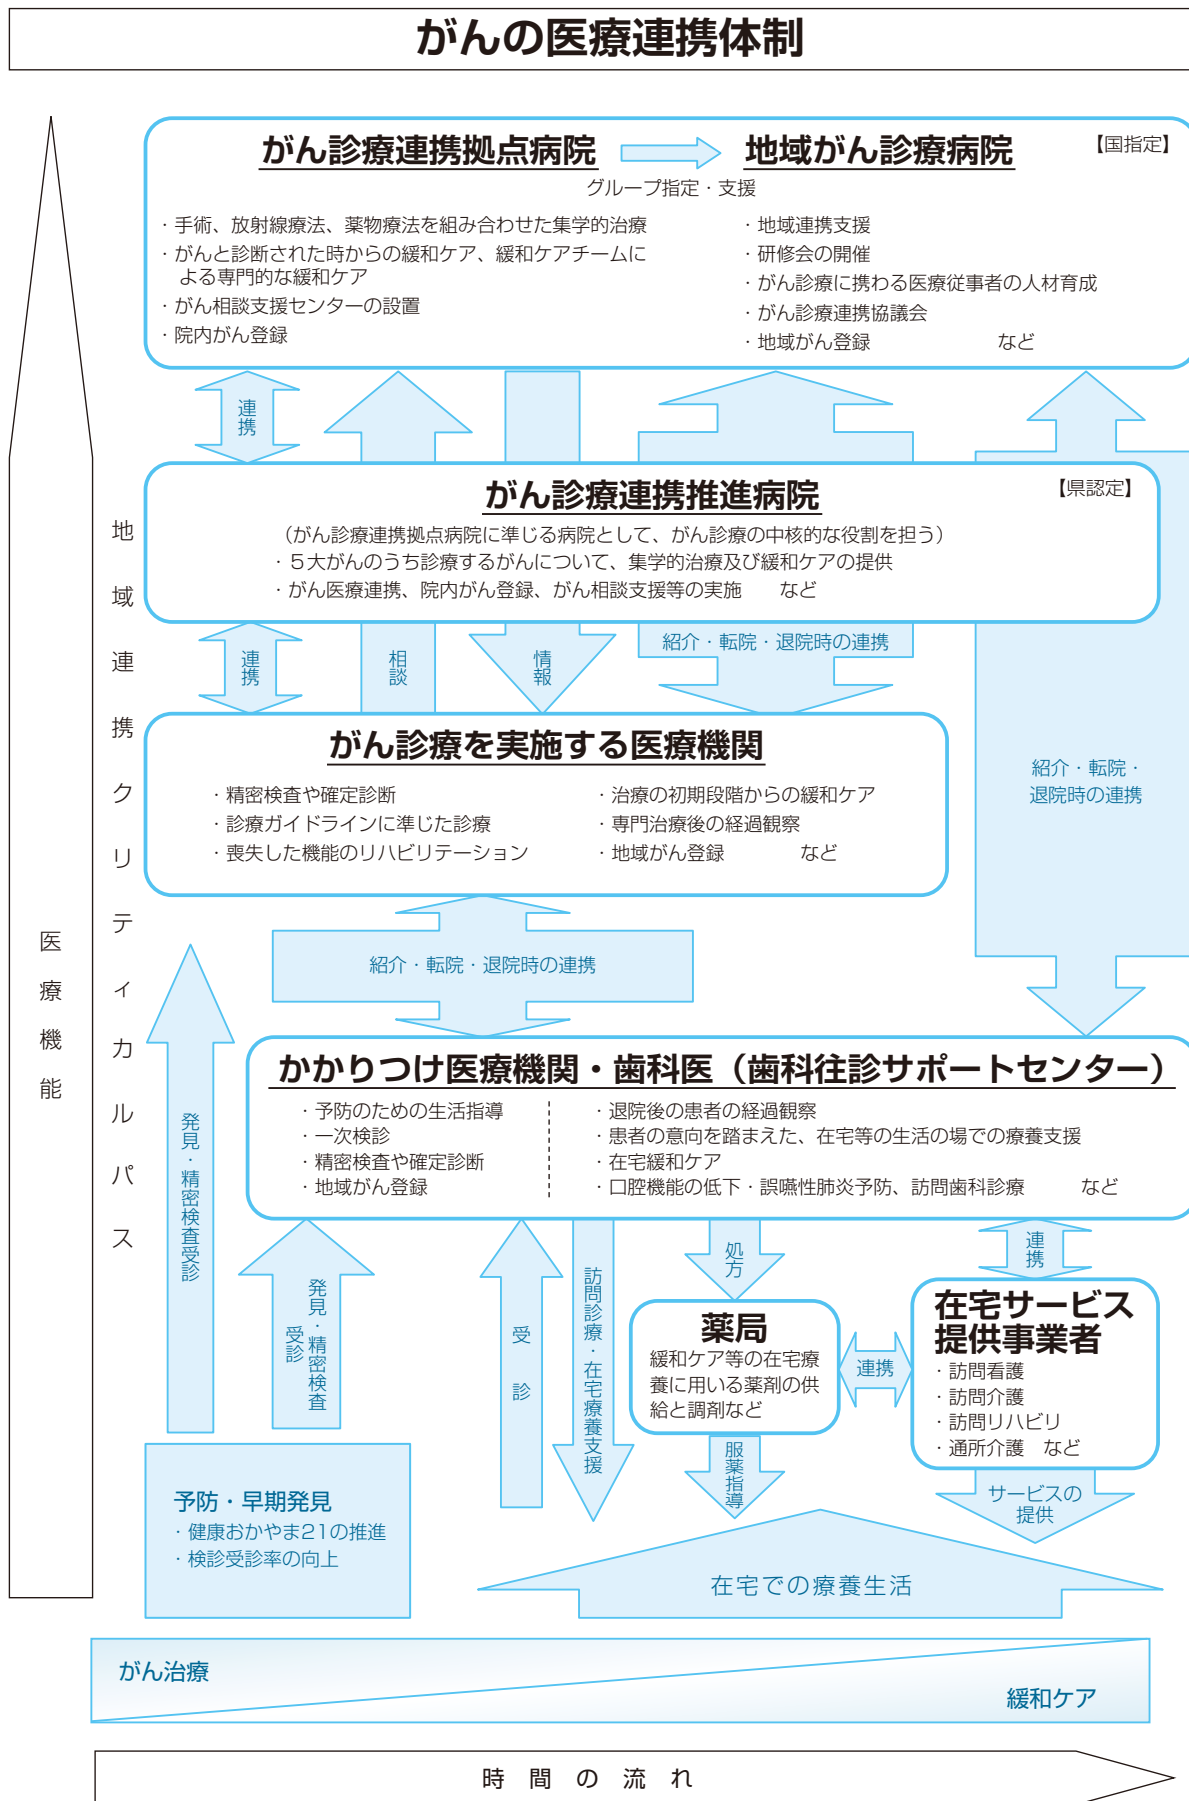 がんの医療連携体制
がん診療連携拠点病院
地域がん診療病院
【国指定】
グループ指定・支援
・手術、放射線療法、薬物療法を組み合わせた集学的治療
・がんと診断された時からの緩和ケア、緩和ケアチームに
よる専門的な緩和ケア
・がん相談支援センターの設置
・院内がん登録
・地域連携支援
・研修会の開催
・がん診療に携わる医療従事者の人材育成
・がん診療連携協議会
・地域がん登録　　　　　　　など
連携
がん診療連携推進病院
【県認定】
（がん診療連携拠点病院に準じる病院として、がん診療の中核的な役割を担う）
・５大がんのうち診療するがんについて、集学的治療及び緩和ケアの提供
・がん医療連携、院内がん登録、がん相談支援等の実施　　など
連携
相談
情報
紹介・転院・退院時の連携
紹介・転院・
退院時の連携
がん診療を実施する医療機関
・精密検査や確定診断
・診療ガイドラインに準じた診療
・喪失した機能のリハビリテーション
・治療の初期段階からの緩和ケア
・専門治療後の経過観察
・地域がん登録　　　　など
紹介・転院・退院時の連携
かかりつけ医療機関・歯科医（歯科往診サポートセンター）
・予防のための生活指導
・一次検診
・精密検査や確定診断
・地域がん登録
・退院後の患者の経過観察
・患者の意向を踏まえた、在宅等の生活の場での療養支援
・在宅緩和ケア
・口腔機能の低下・誤嚥性肺炎予防、訪問歯科診療　　　など
発見・精密検査受診
発見・精密検査
受診
受診
訪問診療・在宅療養支援
処方
連携
薬局
緩和ケア等の在宅療
養に用いる薬剤の供
給と調剤など
連携
在宅サービス
提供事業者
・訪問看護
・訪問介護
・訪問リハビリ
・通所介護　など
服薬指導
サービスの
提供
予防・早期発見
・健康おかやま21の推進
・検診受診率の向上
在宅での療養生活
医療機能
地域連携クリティカルパス
がん治療
緩和ケア
時間の流れ